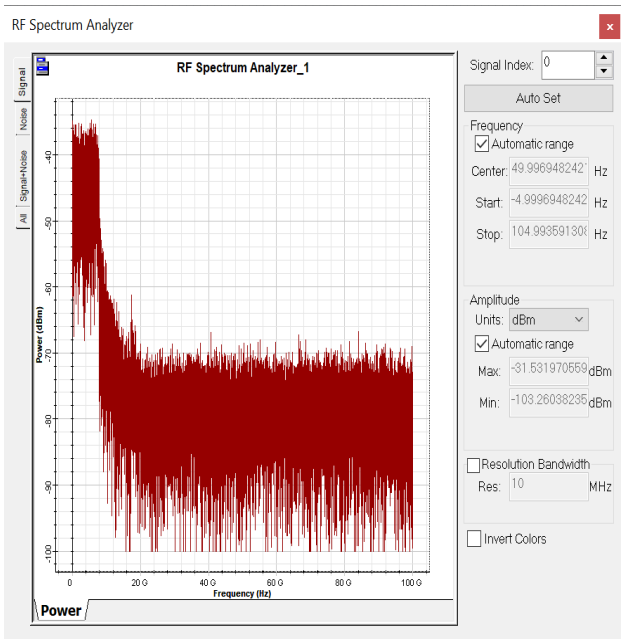 RF Spectrum Analyzer
x
RF Spectrum Analyzer_1
Signal
Noise
Signal+Noise
All
Power (dBm)
-40
-50
-60
-70
-80
-90
-100
0 20 G 40 G 60 G 80 G 100 G
Frequency (Hz)
Power
Signal Index: 0
Auto Set
Frequency
Automatic range
Center: 49.996948242 Hz
Start: -4.9996948242 Hz
Stop: 104.99359130 Hz
Amplitude
Units: dBm
Automatic range
Max: -31.531970559 dBm
Min: -103.26038235 dBm
Resolution Bandwidth
Res: 10 MHz
Invert Colors